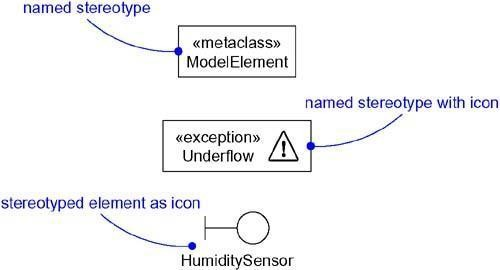 named stereotype
«metaclass»
ModelElement
named stereotype with icon
«exception»
Underflow
stereotyped element as icon
HumiditySensor